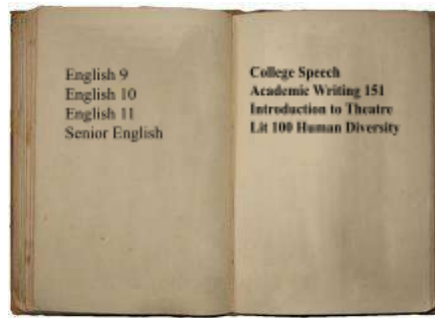 English 9
English 10
English 11
Senior English
College Speech
Academic Writing 151
Introduction to Theatre
Lit 100 Human Diversity